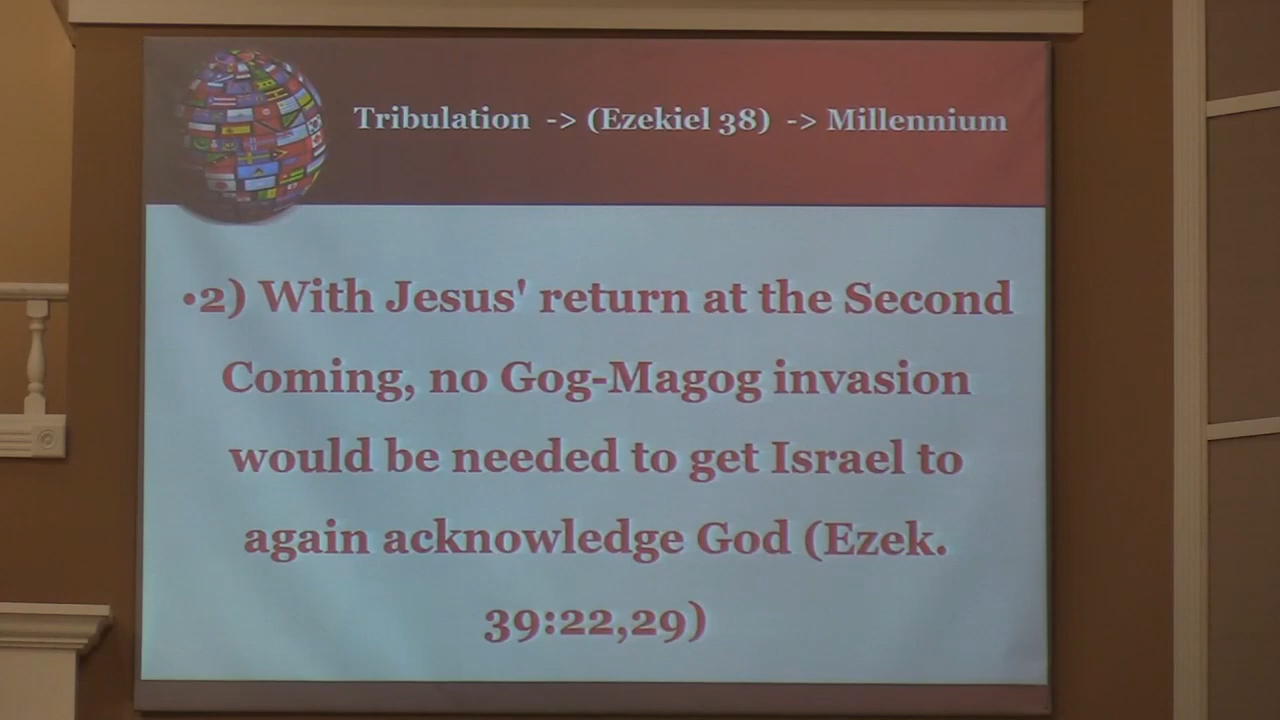 Tribulation -> (Ezekiel 38) -> Millennium
•2) With Jesus' return at the Second
Coming, no Gog-Magog invasion
would be needed to get Israel to
again acknowledge God (Ezek.
39:22,29)